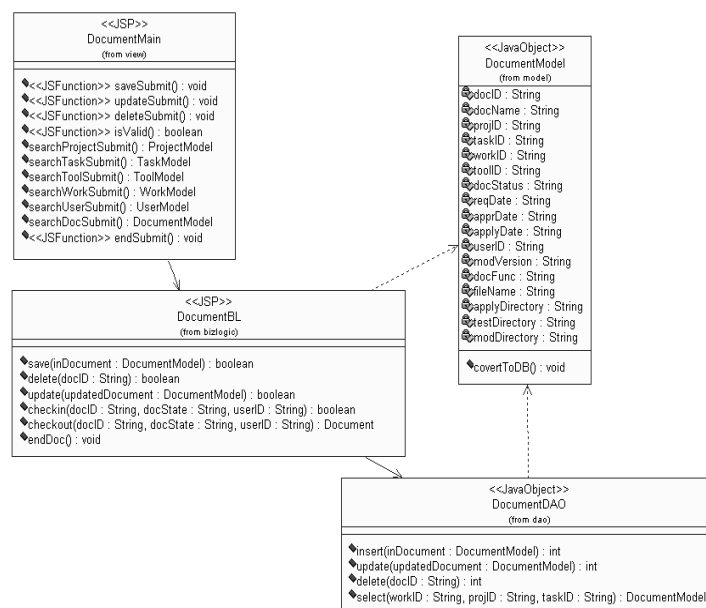 <<JSP>>
DocumentMain
(from view)
<<JSFunction>> saveSubmit() : void
<<JSFunction>> updateSubmit() : void
<<JSFunction>> deleteSubmit() : void
<<JSFunction>> isValid() : boolean
searchProjectSubmit() : ProjectModel
searchTaskSubmit() : TaskModel
searchToolSubmit() : ToolModel
searchWorkSubmit() : WorkModel
searchUserSubmit() : UserModel
searchDocSubmit() : DocumentModel
<<JSFunction>> endSubmit() : void
<<JSP>>
DocumentBL
(from bizlogic)
save(inDocument : DocumentModel) : boolean
delete(docID : String) : boolean
update(updatedDocument : DocumentModel) : boolean
checkin(docID : String, docState : String, userID : String) : boolean
checkout(docID : String, docState : String, userID : String) : Document
endDoc() : void
<<JavaObject>>
DocumentModel
(from model)
docID : String
docName : String
projID : String
taskID : String
workID : String
toolID : String
docStatus : String
reqDate : String
apprDate : String
applyDate : String
userID : String
modVersion : String
docFunc : String
fileName : String
applyDirectory : String
testDirectory : String
modDirectory : String
covertToDB() : void
<<JavaObject>>
DocumentDAO
(from dao)
insert(inDocument : DocumentModel) : int
update(updatedDocument : DocumentModel) : int
delete(docID : String) : int
select(workID : String, projID : String, taskID : String) : DocumentModel